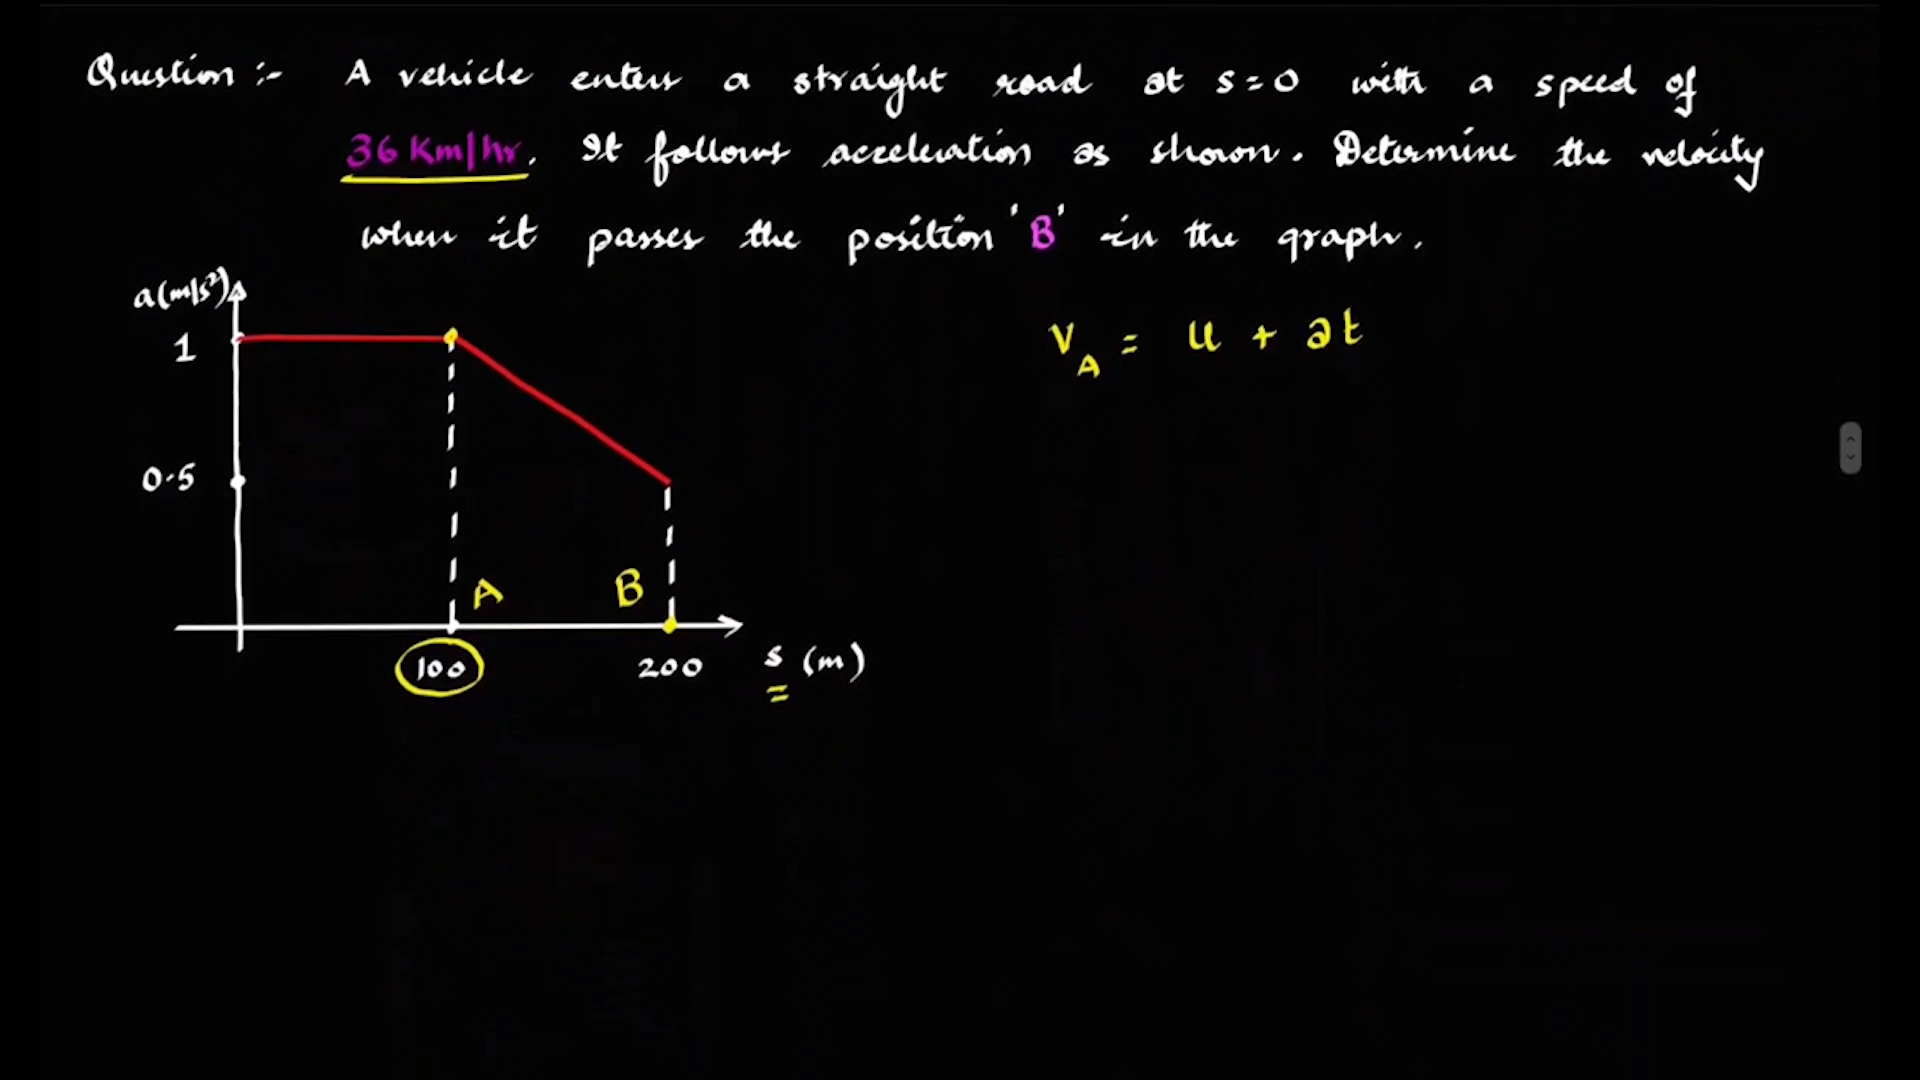 Question :- A vehicle enters a straight road at s=0 with a speed of
36 Km/hr. It follows acceleration as shown. Determine the velocity
when it passes the position 'B' in the graph.
a(m/s²)
1
0.5
A
B
100
200
s (m)
V_A = u + at